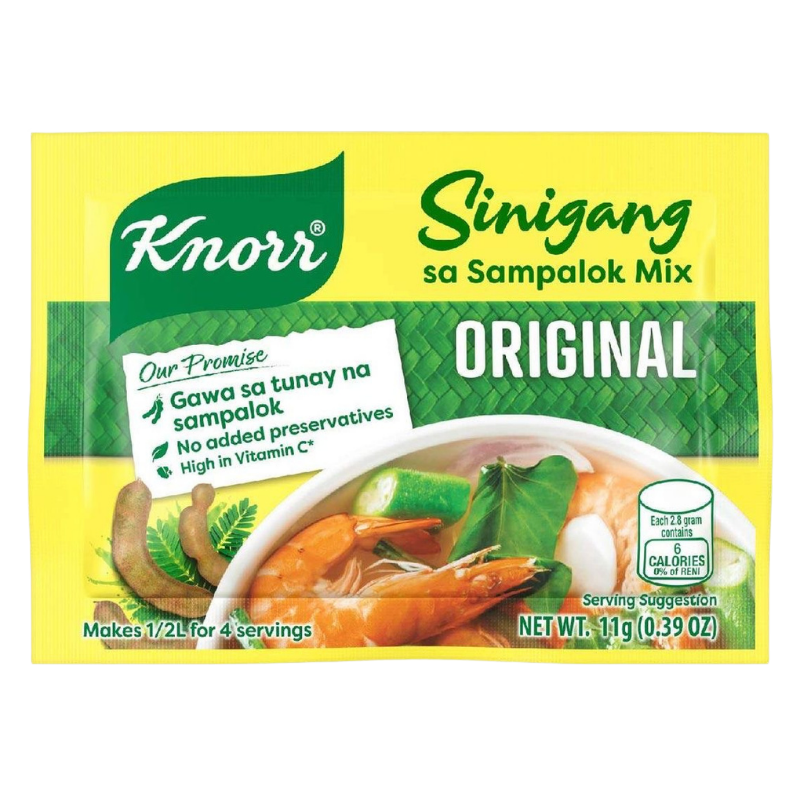 Knorr®
Sinigang
sa Sampalok Mix
ORIGINAL
Our Promise
Gawa sa tunay na
sampalok
No added preservatives
High in Vitamin C*
Each 2.8 gram
contains
6
CALORIES
0% of RENI
Serving Suggestion
Makes 1/2L for 4 servings
NET WT. 11g (0.39 OZ)